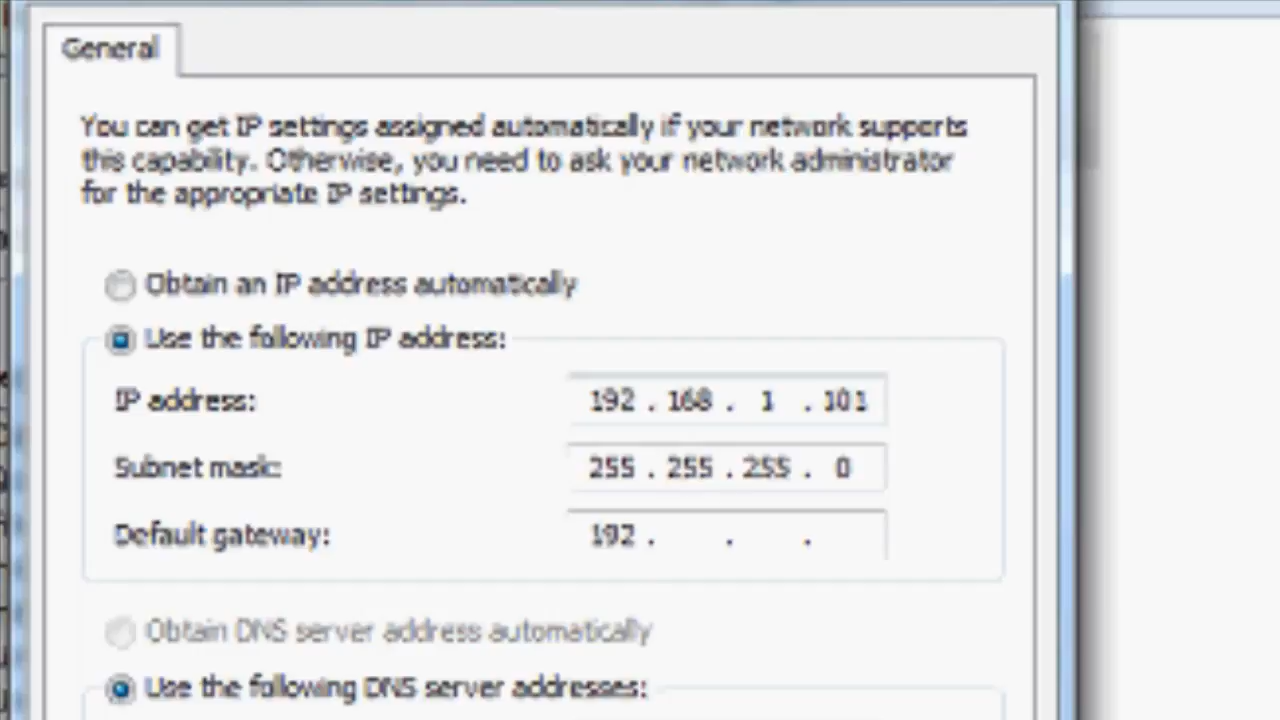 General
You can get IP settings assigned automatically if your network supports
this capability. Otherwise, you need to ask your network administrator
for the appropriate IP settings.
Obtain an IP address automatically
Use the following IP address:
IP address: 192 . 168 . 1 . 101
Subnet mask: 255 . 255 . 255 . 0
Default gateway: 192 . . .
Obtain DNS server address automatically
Use the following DNS server addresses: